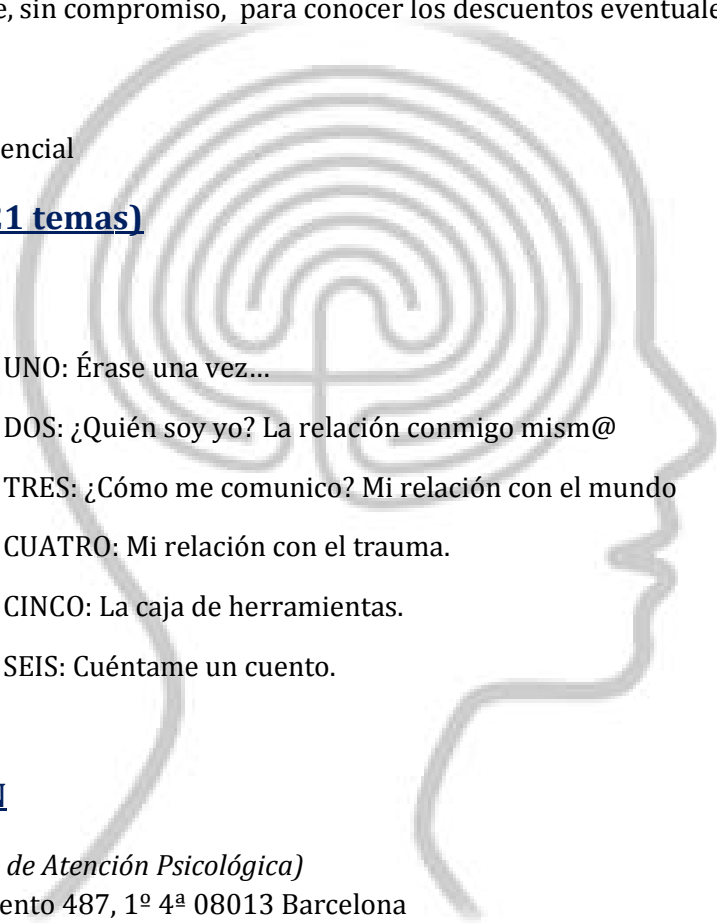 e, sin compromiso, para conocer los descuentos eventuale
encial
21 temas)
UNO: Érase una vez…
DOS: ¿Quién soy yo? La relación conmigo mism@
TRES: ¿Cómo me comunico? Mi relación con el mundo
CUATRO: Mi relación con el trauma.
CINCO: La caja de herramientas.
SEIS: Cuéntame un cuento.
N
de Atención Psicológica)
ento 487, 1º 4ª 08013 Barcelona